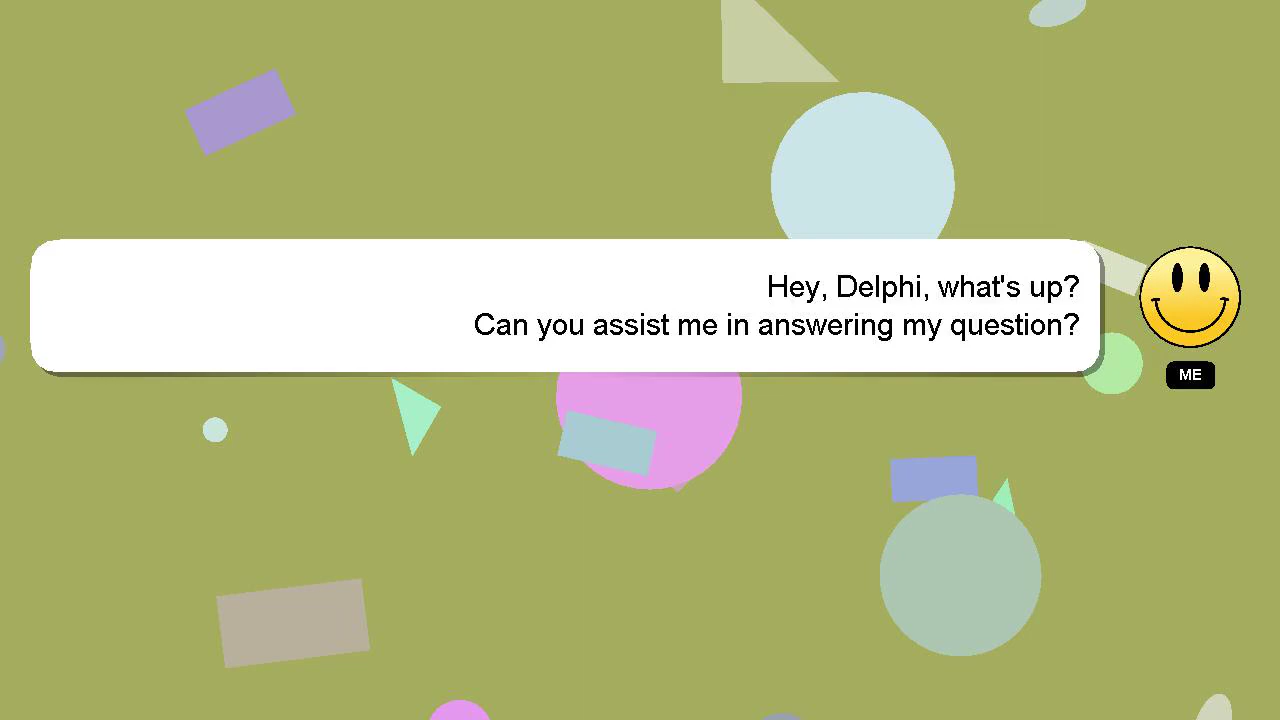 Hey, Delphi, what's up?
Can you assist me in answering my question?
ME